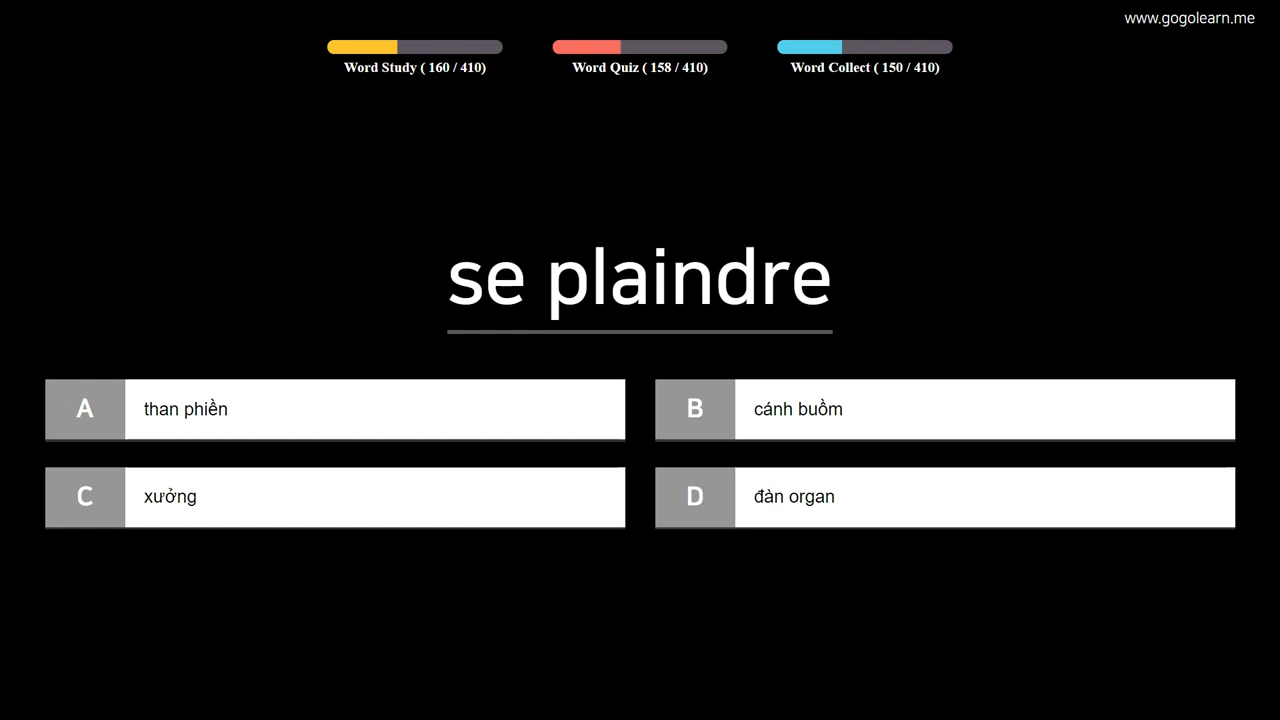 www.gogolearn.me
Word Study ( 160 / 410)
Word Quiz ( 158 / 410)
Word Collect ( 150 / 410)
se plaindre
A than phiền
B cánh buồm
C xưởng
D đàn organ